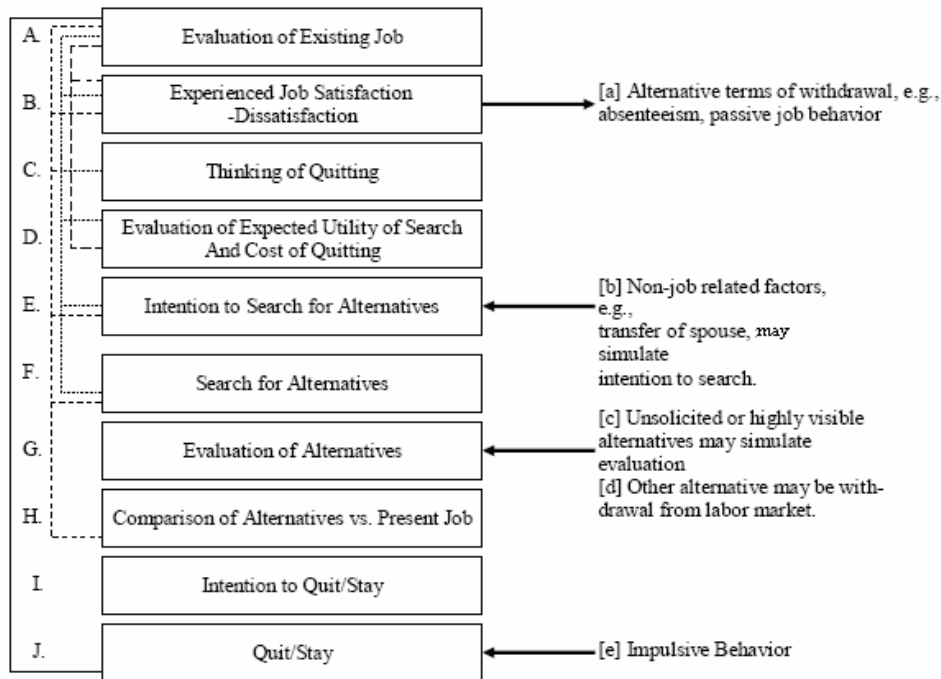 A.
Evaluation of Existing Job
B.
Experienced Job Satisfaction
-Dissatisfaction
[a] Alternative terms of withdrawal, e.g.,
absenteeism, passive job behavior
C.
Thinking of Quitting
D.
Evaluation of Expected Utility of Search
And Cost of Quitting
E.
Intention to Search for Alternatives
[b] Non-job related factors,
e.g.,
transfer of spouse, may
simulate
intention to search.
F.
Search for Alternatives
G.
Evaluation of Alternatives
[c] Unsolicited or highly visible
alternatives may simulate
evaluation
[d] Other alternative may be with-
drawal from labor market.
H.
Comparison of Alternatives vs. Present Job
I.
Intention to Quit/Stay
J.
Quit/Stay
[e] Impulsive Behavior